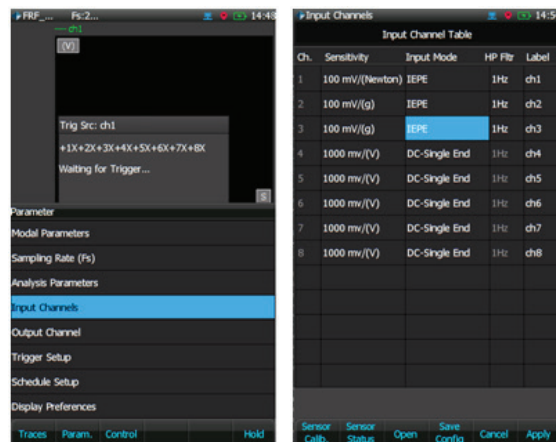 FRF_... Fs:2... 14:48
ch1
(V)
Trig Src: ch1
+1X+2X+3X+4X+5X+6X+7X+8X
Waiting for Trigger...
S
Parameter
Modal Parameters
Sampling Rate (Fs)
Analysis Parameters
Input Channels
Output Channel
Trigger Setup
Schedule Setup
Display Preferences
Traces Param. Control Hold
Input Channels 14:5
Input Channel Table
Ch. Sensitivity Input Mode HP Fltr Label
1 100 mV/(Newton) IEPE 1Hz ch1
2 100 mV/(g) IEPE 1Hz ch2
3 100 mV/(g) IEPE 1Hz ch3
4 1000 mv/(V) DC-Single End 1Hz ch4
5 1000 mv/(V) DC-Single End 1Hz ch5
6 1000 mv/(V) DC-Single End 1Hz ch6
7 1000 mv/(V) DC-Single End 1Hz ch7
8 1000 mv/(V) DC-Single End 1Hz ch8
Sensor Calib. Sensor Status Open Save Config Cancel Apply